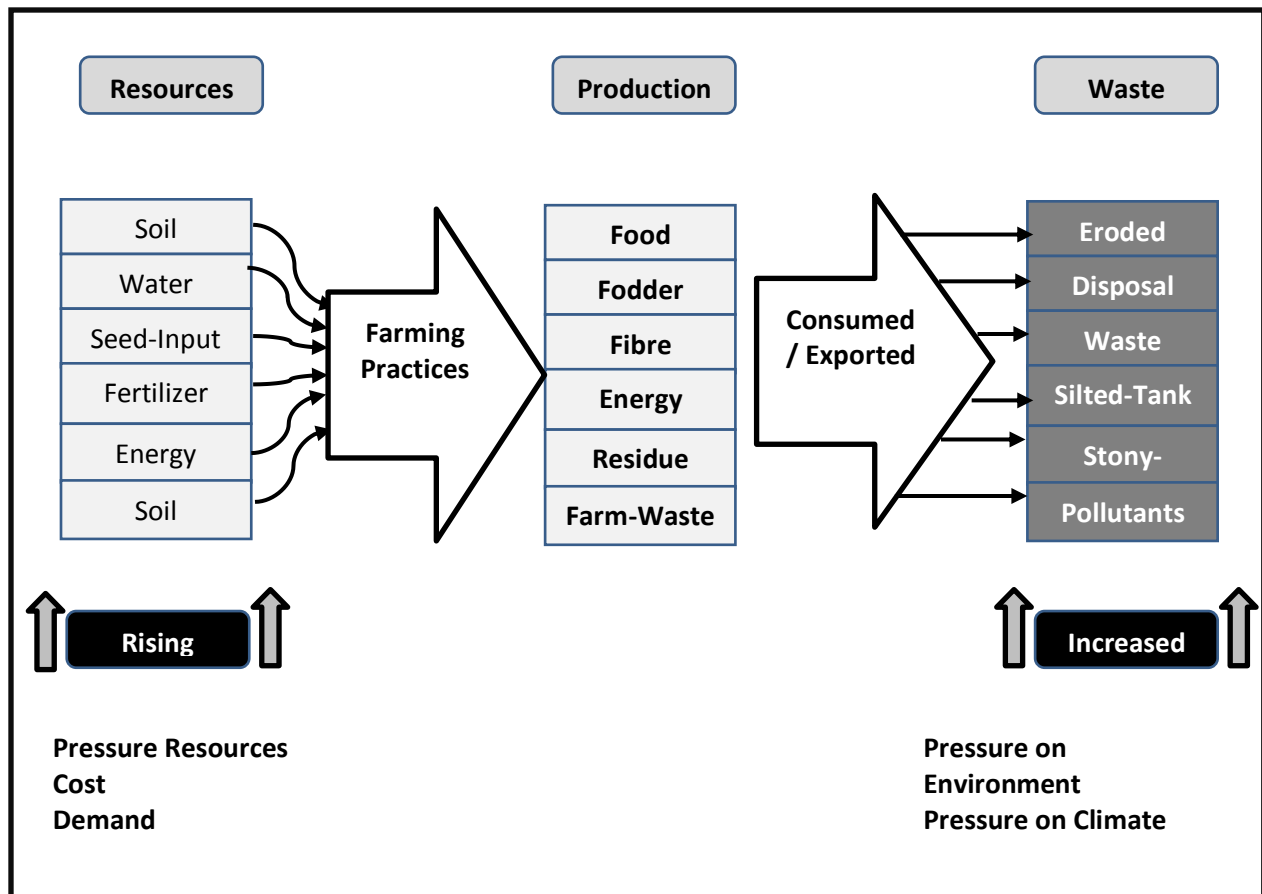 Resources
Production
Waste
Soil
Water
Seed-Input
Fertilizer
Energy
Soil
Farming
Practices
Food
Fodder
Fibre
Energy
Residue
Farm-Waste
Consumed
/ Exported
Eroded
Disposal
Waste
Silted-Tank
Stony-
Pollutants
Rising
Increased
Pressure Resources
Cost
Demand
Pressure on
Environment
Pressure on Climate